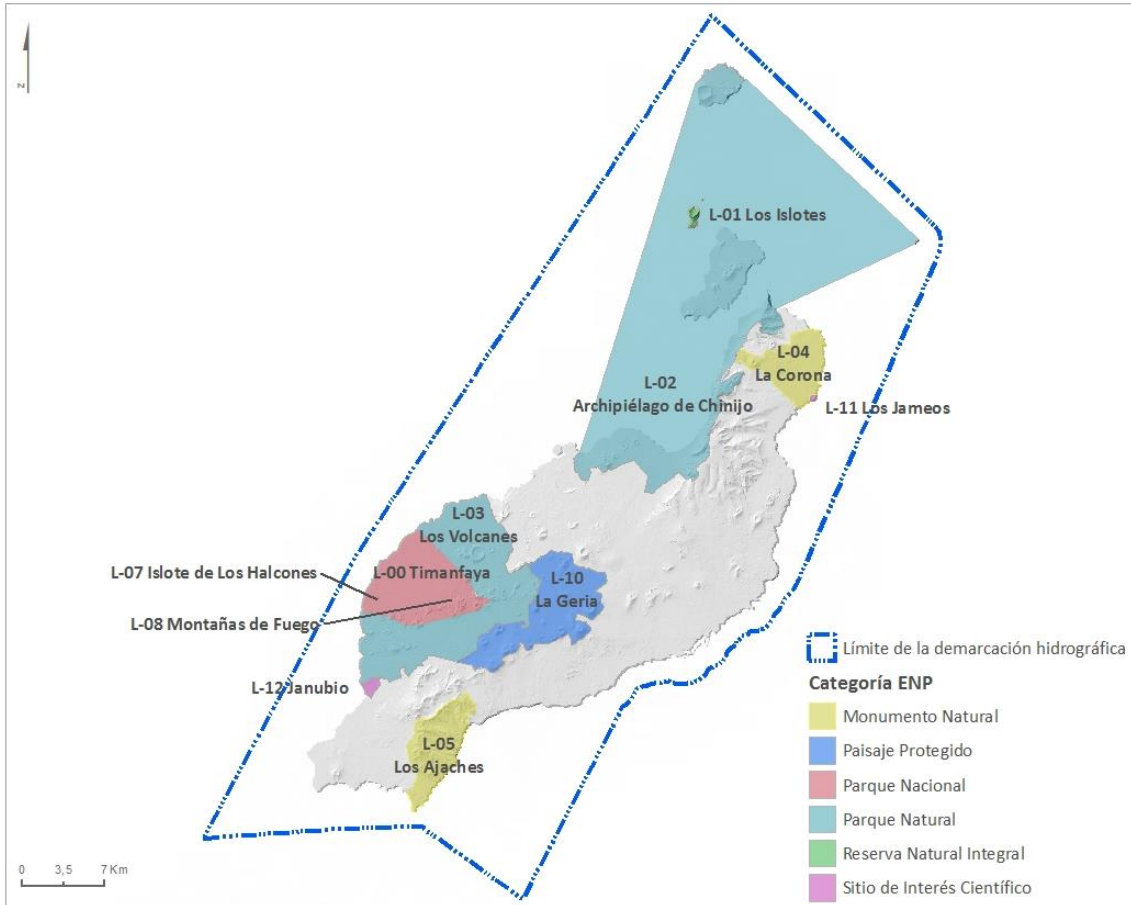 N
L-01 Los Islotes
L-04
La Corona
L-02
Archipiélago de Chinijo
L-11 Los Jameos
L-03
Los Volcanes
L-07 Islote de Los Halcones
L-00 Timanfaya
L-10
La Geria
L-08 Montañas de Fuego
L-12 Janubio
L-05
Los Ajaches
Límite de la demarcación hidrográfica
Categoría ENP
Monumento Natural
Paisaje Protegido
Parque Nacional
Parque Natural
Reserva Natural Integral
Sitio de Interés Científico
0 3,5 7 Km